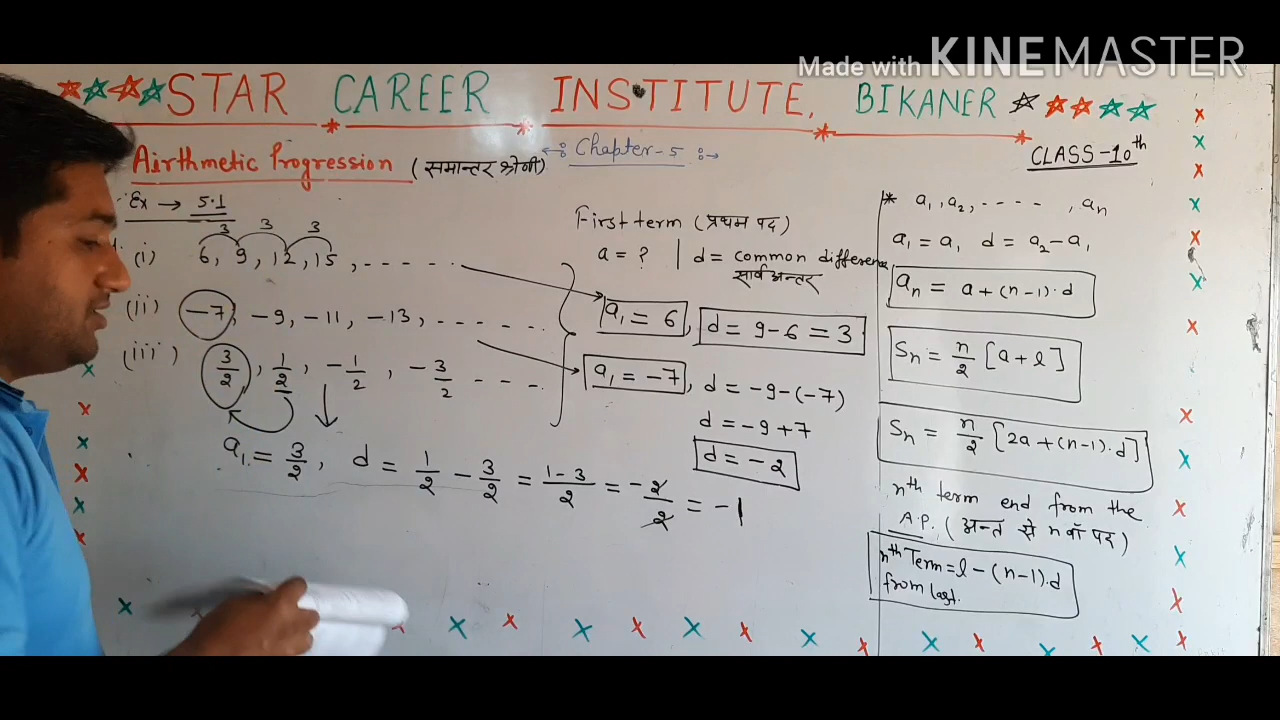 Made with KINEMASTER
STAR CAREER INSTITUTE, BIKANER
Chapter-5
CLASS-10th
Airthmetic Progression (समान्तर श्रेणी)
Ex → 5.1
3 3 3
(i) 6, 9, 12, 15, - - - - -
(ii) -7, -9, -11, -13, - - - - - -
(iii) 3/2, 1/2, -1/2, -3/2 - - - -
a₁ = 3/2, d = 1/2 - 3/2 = 1-3/2 = -2/2 = -1
First term (प्रथम पद)
a = ? | d = common difference
सार्वअन्तर
a₁ = 6, d = 9-6 = 3
a₁ = -7, d = -9-(-7)
d = -9+7
d = -2
* a₁, a₂, - - - - , aₙ
a₁ = a, d = a₂-a₁
aₙ = a+(n-1)·d
Sₙ = n/2 [a+l]
Sₙ = n/2 [2a+(n-1)·d]
nth term end from the
A.P. (अन्त से n वाँ पद)
nth Term = l-(n-1)·d
from last.